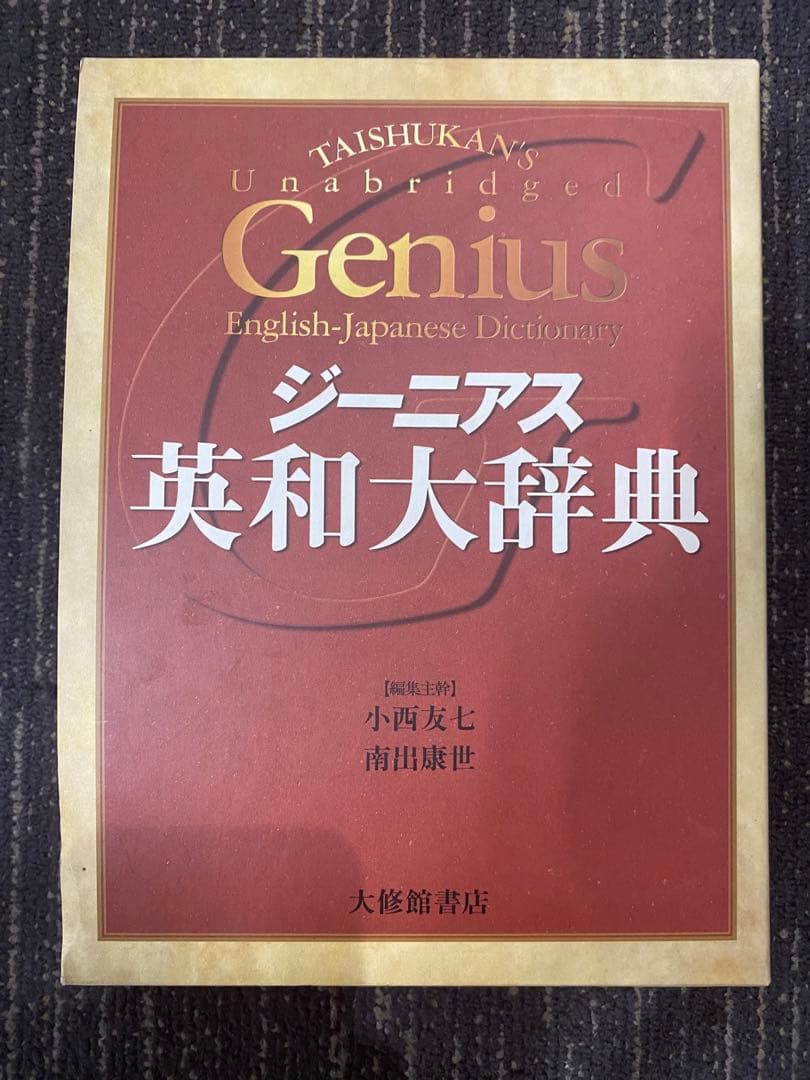 TAISHUKAN's
Unabridged
Genius
English-Japanese Dictionary
ジーニアス
英和大辞典
【編集主幹】
小西友七
南出康世
大修館書店